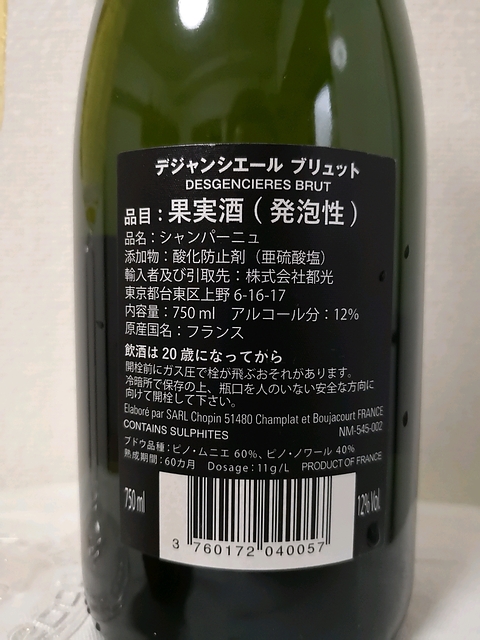 デジャンシエール ブリュット
DESGENCIERES BRUT
品目：果実酒（発泡性）
品名：シャンパーニュ
添加物：酸化防止剤（亜硫酸塩）
輸入者及び引取先：株式会社都光
東京都台東区上野 6-16-17
内容量：750 ml　アルコール分：12%
原産国名：フランス
飲酒は 20 歳になってから
開栓前にガス圧で栓が飛ぶおそれがあります。
冷暗所で保存の上、瓶口を人のいない安全な方向に
向けて開栓して下さい。
Elaboré par SARL Chopin 51480 Champlat et Boujacourt FRANCE
CONTAINS SULPHITES NM-545-002
ブドウ品種：ピノ・ムニエ 60%、ピノ・ノワール 40%
熟成期間：60カ月　Dosage：11g/L　PRODUCT OF FRANCE
750 ml 12% Vol.
3 760172 040057